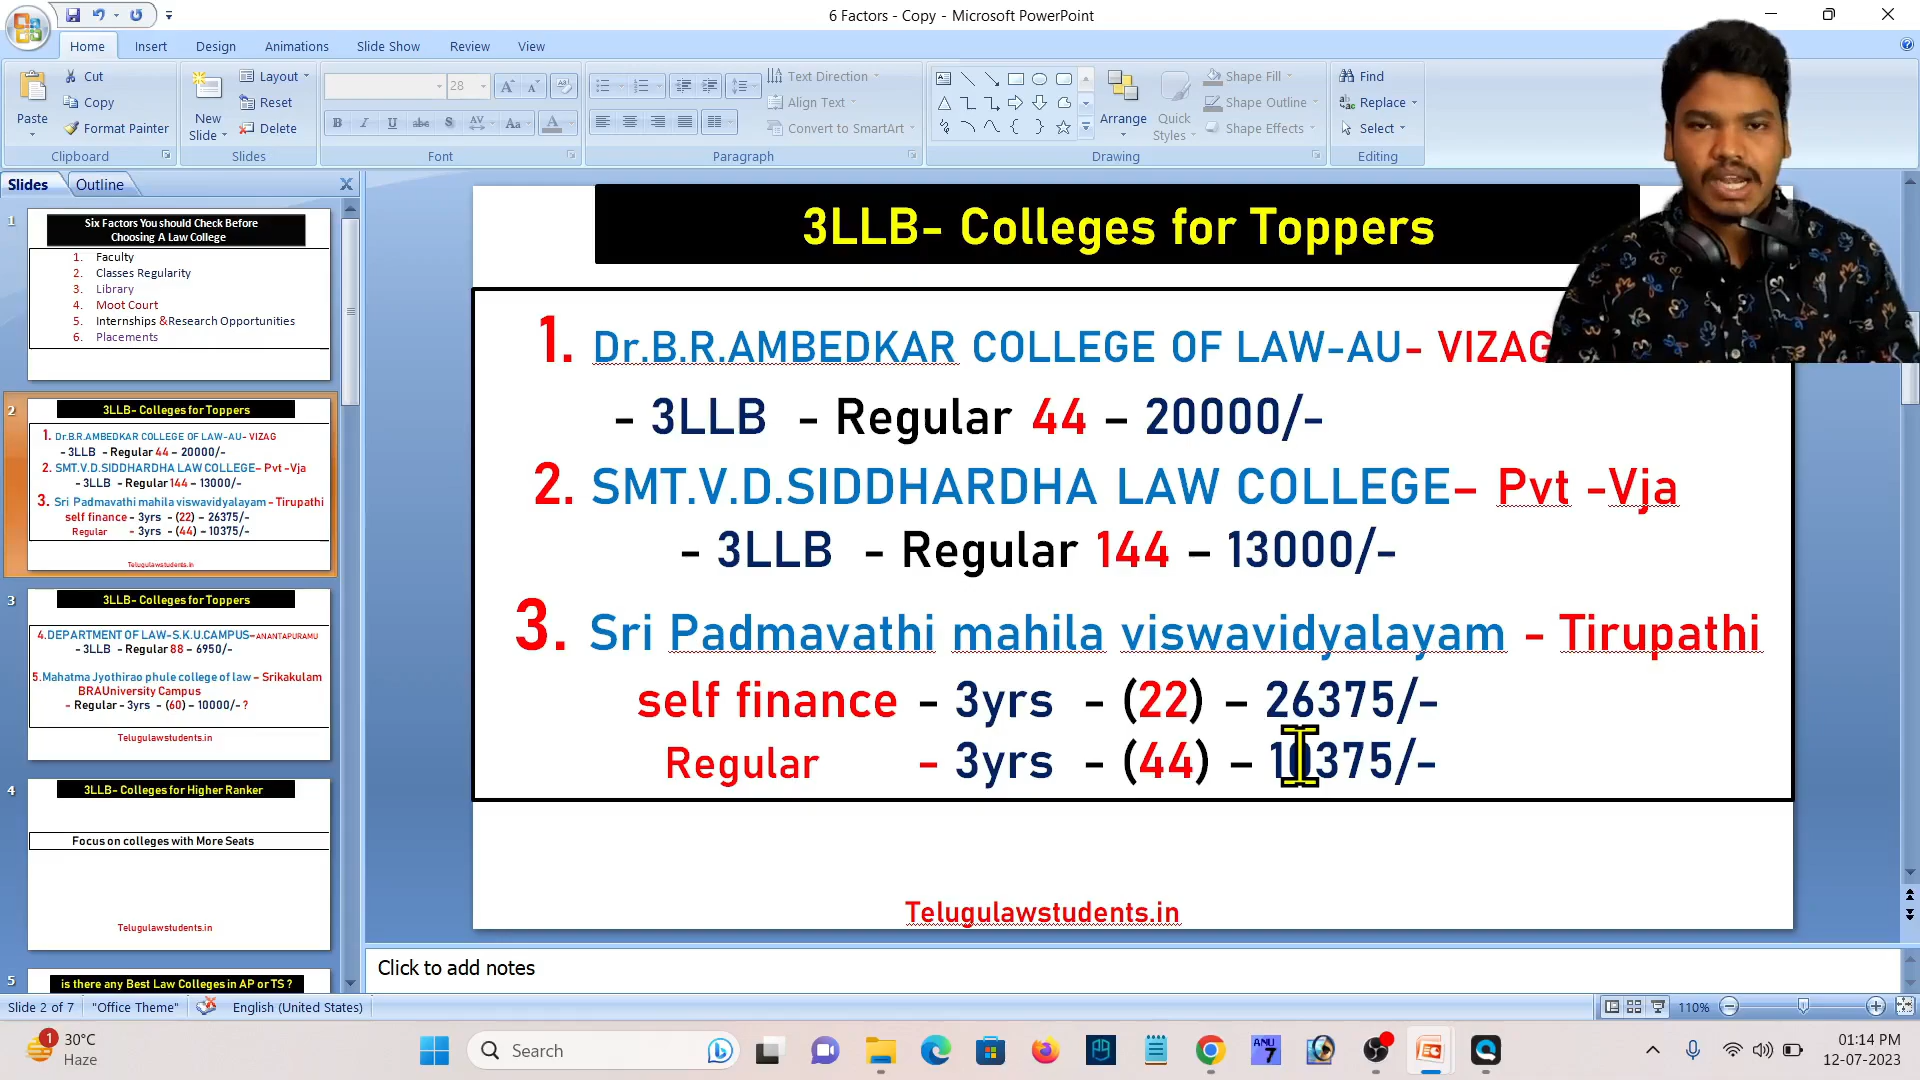 6 Factors - Copy - Microsoft PowerPoint
Home Insert Design Animations Slide Show Review View
Paste
Cut
Copy
Format Painter
Clipboard
New Slide
Layout
Reset
Delete
Slides
28
Font
Text Direction
Align Text
Convert to SmartArt
Paragraph
Arrange
Quick Styles
Shape Fill
Shape Outline
Shape Effects
Drawing
Find
Replace
Select
Editing
Slides Outline
1
Six Factors You should Check Before
Choosing A Law College
1. Faculty
2. Classes Regularity
3. Library
4. Moot Court
5. Internships &Research Opportunities
6. Placements
2
3LLB- Colleges for Toppers
1. Dr.B.R.AMBEDKAR COLLEGE OF LAW-AU- VIZAG
- 3LLB - Regular 44 – 20000/-
2. SMT.V.D.SIDDHARDHA LAW COLLEGE– Pvt -Vja
- 3LLB - Regular 144 – 13000/-
3. Sri Padmavathi mahila viswavidyalayam - Tirupathi
self finance - 3yrs - (22) – 26375/-
Regular - 3yrs - (44) – 10375/-
Telugulawstudents.in
3
3LLB- Colleges for Toppers
4.DEPARTMENT OF LAW-S.K.U.CAMPUS–ANANTAPURAMU
- 3LLB - Regular 88 – 6950/-
5.Mahatma Jyothirao phule college of law – Srikakulam
BRAUniversity Campus
- Regular - 3yrs - (60) – 10000/- ?
Telugulawstudents.in
4
3LLB- Colleges for Higher Ranker
Focus on colleges with More Seats
Telugulawstudents.in
5
is there any Best Law Colleges in AP or TS ?
3LLB- Colleges for Toppers
1. Dr.B.R.AMBEDKAR COLLEGE OF LAW-AU- VIZAG
- 3LLB - Regular 44 – 20000/-
2. SMT.V.D.SIDDHARDHA LAW COLLEGE– Pvt -Vja
- 3LLB - Regular 144 – 13000/-
3. Sri Padmavathi mahila viswavidyalayam - Tirupathi
self finance - 3yrs - (22) – 26375/-
Regular - 3yrs - (44) – 10375/-
Telugulawstudents.in
Click to add notes
Slide 2 of 7 "Office Theme" English (United States) 110%
1
30°C
Haze
Search
ANU
7
01:14 PM
12-07-2023